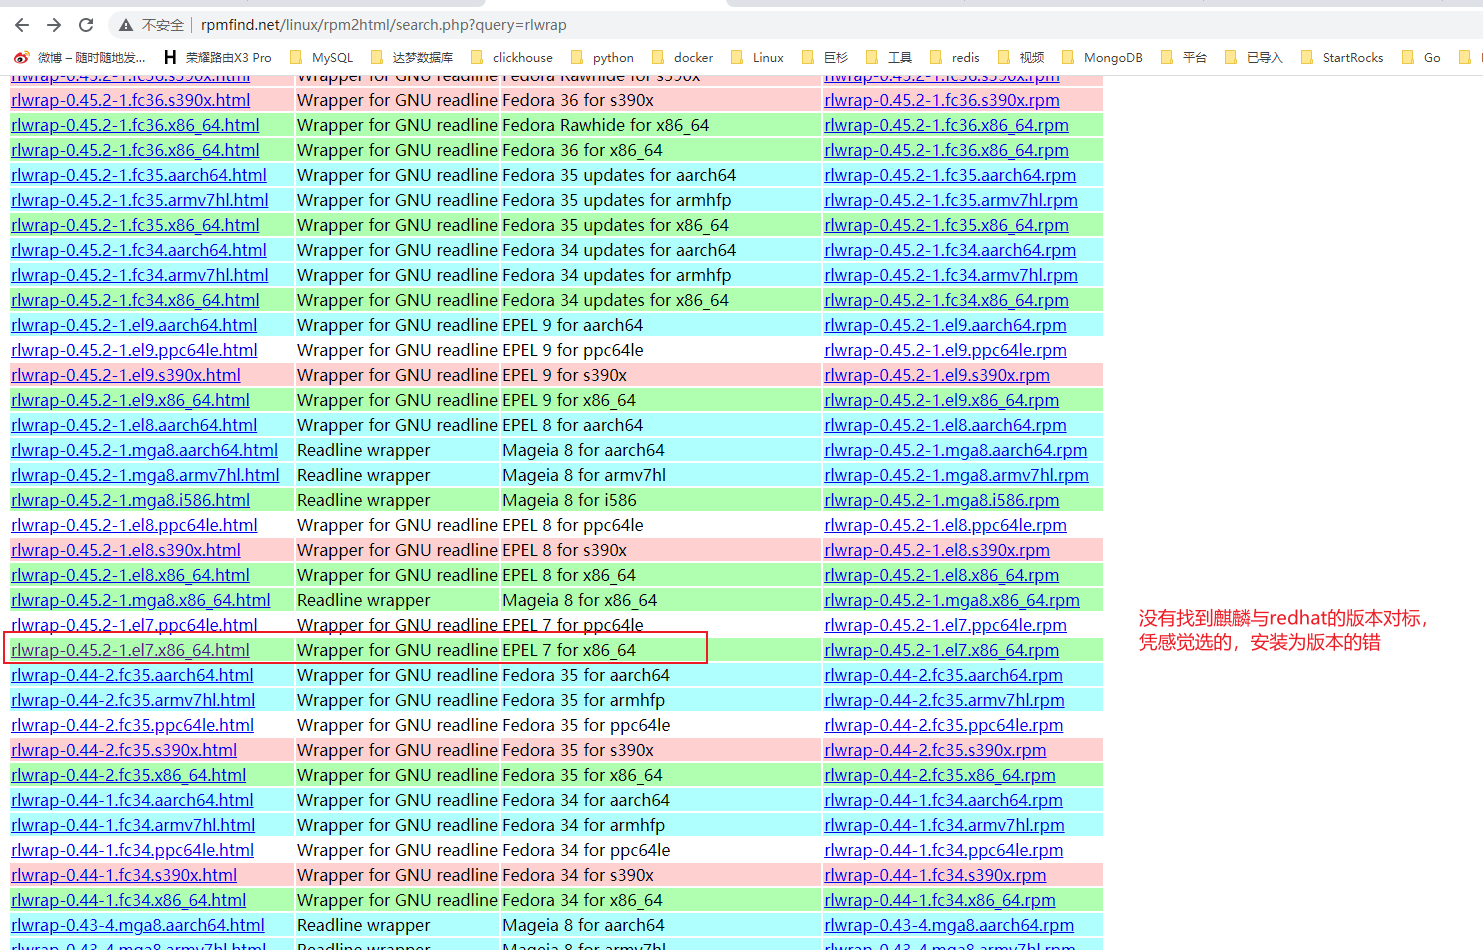 不安全 | rpmfind.net/linux/rpm2html/search.php?query=rlwrap
微博 – 随时随地发... 荣耀路由X3 Pro MySQL 达梦数据库 clickhouse python docker Linux 巨杉 工具 redis 视频 MongoDB 平台 已导入 StartRocks Go
rlwrap-0.45.2-1.fc36.s390x.html Wrapper for GNU readline Fedora Rawhide for s390x rlwrap-0.45.2-1.fc36.s390x.rpm
rlwrap-0.45.2-1.fc36.s390x.html Wrapper for GNU readline Fedora 36 for s390x rlwrap-0.45.2-1.fc36.s390x.rpm
rlwrap-0.45.2-1.fc36.x86_64.html Wrapper for GNU readline Fedora Rawhide for x86_64 rlwrap-0.45.2-1.fc36.x86_64.rpm
rlwrap-0.45.2-1.fc36.x86_64.html Wrapper for GNU readline Fedora 36 for x86_64 rlwrap-0.45.2-1.fc36.x86_64.rpm
rlwrap-0.45.2-1.fc35.aarch64.html Wrapper for GNU readline Fedora 35 updates for aarch64 rlwrap-0.45.2-1.fc35.aarch64.rpm
rlwrap-0.45.2-1.fc35.armv7hl.html Wrapper for GNU readline Fedora 35 updates for armhfp rlwrap-0.45.2-1.fc35.armv7hl.rpm
rlwrap-0.45.2-1.fc35.x86_64.html Wrapper for GNU readline Fedora 35 updates for x86_64 rlwrap-0.45.2-1.fc35.x86_64.rpm
rlwrap-0.45.2-1.fc34.aarch64.html Wrapper for GNU readline Fedora 34 updates for aarch64 rlwrap-0.45.2-1.fc34.aarch64.rpm
rlwrap-0.45.2-1.fc34.armv7hl.html Wrapper for GNU readline Fedora 34 updates for armhfp rlwrap-0.45.2-1.fc34.armv7hl.rpm
rlwrap-0.45.2-1.fc34.x86_64.html Wrapper for GNU readline Fedora 34 updates for x86_64 rlwrap-0.45.2-1.fc34.x86_64.rpm
rlwrap-0.45.2-1.el9.aarch64.html Wrapper for GNU readline EPEL 9 for aarch64 rlwrap-0.45.2-1.el9.aarch64.rpm
rlwrap-0.45.2-1.el9.ppc64le.html Wrapper for GNU readline EPEL 9 for ppc64le rlwrap-0.45.2-1.el9.ppc64le.rpm
rlwrap-0.45.2-1.el9.s390x.html Wrapper for GNU readline EPEL 9 for s390x rlwrap-0.45.2-1.el9.s390x.rpm
rlwrap-0.45.2-1.el9.x86_64.html Wrapper for GNU readline EPEL 9 for x86_64 rlwrap-0.45.2-1.el9.x86_64.rpm
rlwrap-0.45.2-1.el8.aarch64.html Wrapper for GNU readline EPEL 8 for aarch64 rlwrap-0.45.2-1.el8.aarch64.rpm
rlwrap-0.45.2-1.mga8.aarch64.html Readline wrapper Mageia 8 for aarch64 rlwrap-0.45.2-1.mga8.aarch64.rpm
rlwrap-0.45.2-1.mga8.armv7hl.html Readline wrapper Mageia 8 for armv7hl rlwrap-0.45.2-1.mga8.armv7hl.rpm
rlwrap-0.45.2-1.mga8.i586.html Readline wrapper Mageia 8 for i586 rlwrap-0.45.2-1.mga8.i586.rpm
rlwrap-0.45.2-1.el8.ppc64le.html Wrapper for GNU readline EPEL 8 for ppc64le rlwrap-0.45.2-1.el8.ppc64le.rpm
rlwrap-0.45.2-1.el8.s390x.html Wrapper for GNU readline EPEL 8 for s390x rlwrap-0.45.2-1.el8.s390x.rpm
rlwrap-0.45.2-1.el8.x86_64.html Wrapper for GNU readline EPEL 8 for x86_64 rlwrap-0.45.2-1.el8.x86_64.rpm
rlwrap-0.45.2-1.mga8.x86_64.html Readline wrapper Mageia 8 for x86_64 rlwrap-0.45.2-1.mga8.x86_64.rpm
rlwrap-0.45.2-1.el7.ppc64le.html Wrapper for GNU readline EPEL 7 for ppc64le rlwrap-0.45.2-1.el7.ppc64le.rpm
没有找到麒麟与redhat的版本对标，
凭感觉选的，安装为版本的错
rlwrap-0.45.2-1.el7.x86_64.html Wrapper for GNU readline EPEL 7 for x86_64 rlwrap-0.45.2-1.el7.x86_64.rpm
rlwrap-0.44-2.fc35.aarch64.html Wrapper for GNU readline Fedora 35 for aarch64 rlwrap-0.44-2.fc35.aarch64.rpm
rlwrap-0.44-2.fc35.armv7hl.html Wrapper for GNU readline Fedora 35 for armhfp rlwrap-0.44-2.fc35.armv7hl.rpm
rlwrap-0.44-2.fc35.ppc64le.html Wrapper for GNU readline Fedora 35 for ppc64le rlwrap-0.44-2.fc35.ppc64le.rpm
rlwrap-0.44-2.fc35.s390x.html Wrapper for GNU readline Fedora 35 for s390x rlwrap-0.44-2.fc35.s390x.rpm
rlwrap-0.44-2.fc35.x86_64.html Wrapper for GNU readline Fedora 35 for x86_64 rlwrap-0.44-2.fc35.x86_64.rpm
rlwrap-0.44-1.fc34.aarch64.html Wrapper for GNU readline Fedora 34 for aarch64 rlwrap-0.44-1.fc34.aarch64.rpm
rlwrap-0.44-1.fc34.armv7hl.html Wrapper for GNU readline Fedora 34 for armhfp rlwrap-0.44-1.fc34.armv7hl.rpm
rlwrap-0.44-1.fc34.ppc64le.html Wrapper for GNU readline Fedora 34 for ppc64le rlwrap-0.44-1.fc34.ppc64le.rpm
rlwrap-0.44-1.fc34.s390x.html Wrapper for GNU readline Fedora 34 for s390x rlwrap-0.44-1.fc34.s390x.rpm
rlwrap-0.44-1.fc34.x86_64.html Wrapper for GNU readline Fedora 34 for x86_64 rlwrap-0.44-1.fc34.x86_64.rpm
rlwrap-0.43-4.mga8.aarch64.html Readline wrapper Mageia 8 for aarch64 rlwrap-0.43-4.mga8.aarch64.rpm
rlwrap-0.43-4.mga8.armv7hl.html Readline wrapper Mageia 8 for armv7hl rlwrap-0.43-4.mga8.armv7hl.rpm